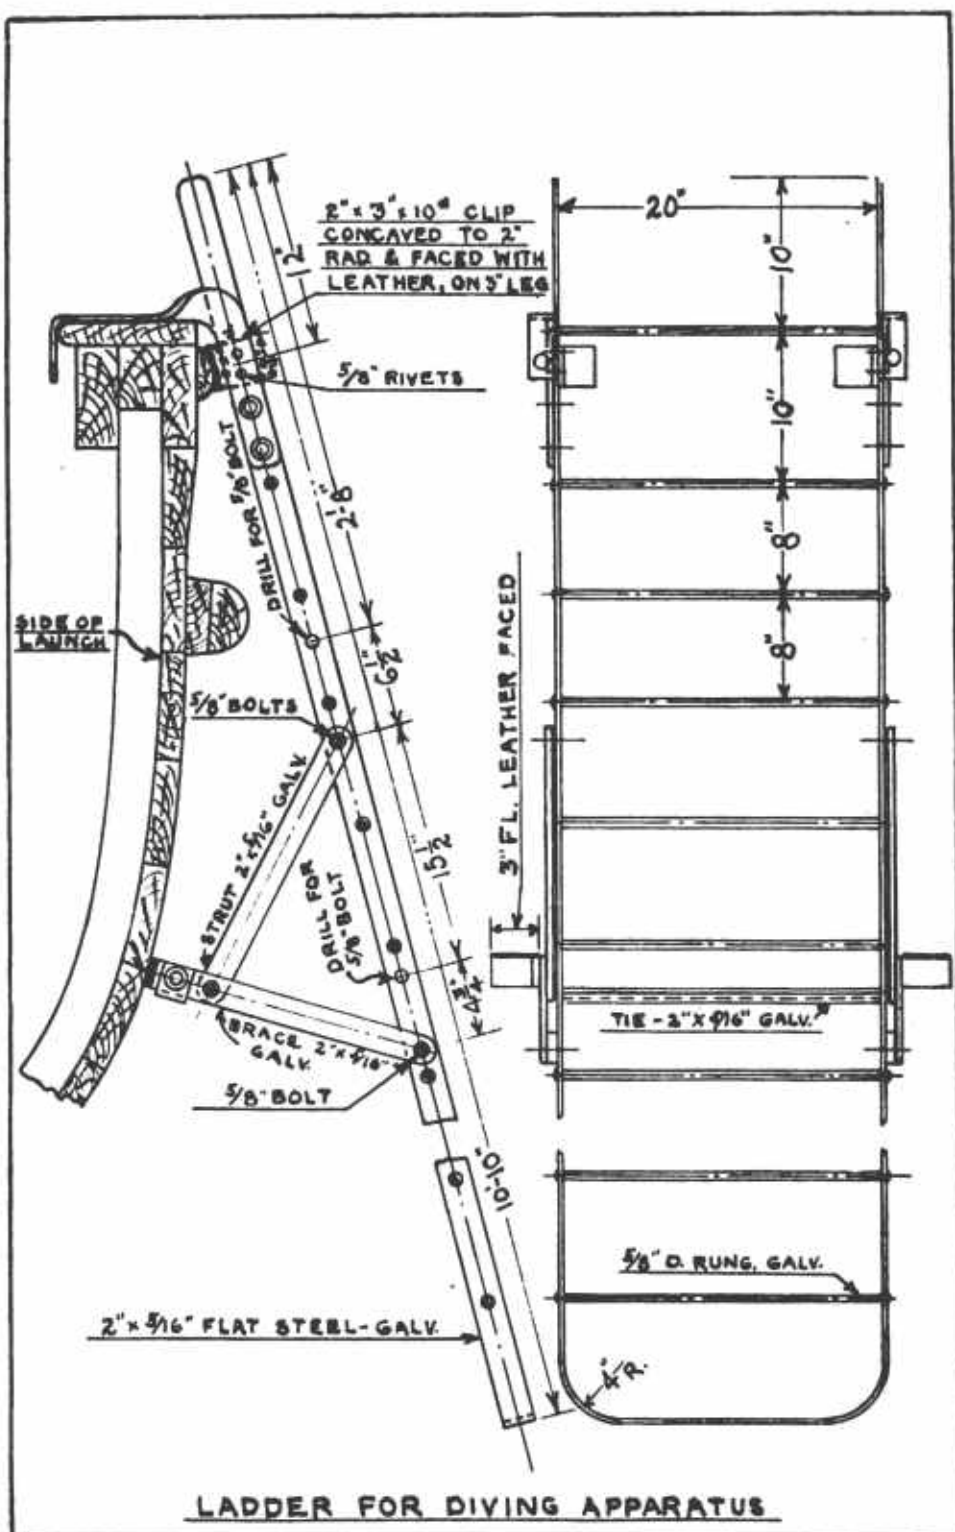 2" x 3" x 10" CLIP
CONCAVED TO 2"
RAD & FACED WITH
LEATHER, ON 3" LEG
12"
20"
10"
5/8" RIVETS
10"
DRILL FOR 5/8" BOLT
2'-8"
8"
SIDE OF
LAUNCH
6 1/2"
8"
3" FL. LEATHER FACED
5/8" BOLTS
STRUT 2" x 5/16" GALV.
15 1/2"
DRILL FOR
5/8" BOLT
4 3/4"
TIE - 2" x 5/16" GALV.
BRACE 2" x 5/16"
GALV.
5/8" BOLT
10'-10"
5/8" D. RUNG, GALV.
2" x 5/16" FLAT STEEL-GALV.
4" R.
LADDER FOR DIVING APPARATUS